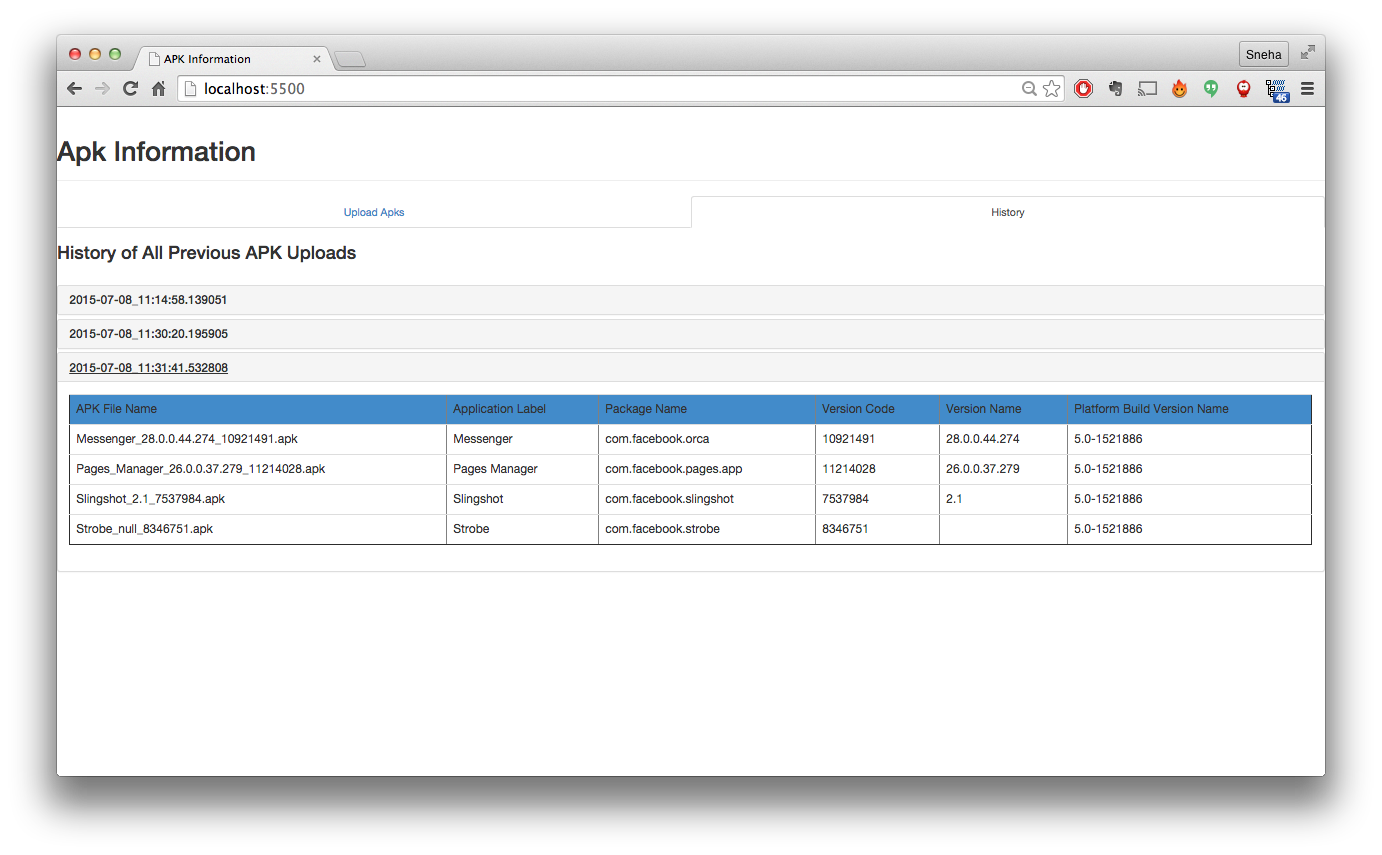 APK Information
Sneha
localhost:5500
46
Apk Information
Upload Apks History
History of All Previous APK Uploads
2015-07-08_11:14:58.139051
2015-07-08_11:30:20.195905
2015-07-08_11:31:41.532808
APK File Name Application Label Package Name Version Code Version Name Platform Build Version Name
Messenger_28.0.0.44.274_10921491.apk Messenger com.facebook.orca 10921491 28.0.0.44.274 5.0-1521886
Pages_Manager_26.0.0.37.279_11214028.apk Pages Manager com.facebook.pages.app 11214028 26.0.0.37.279 5.0-1521886
Slingshot_2.1_7537984.apk Slingshot com.facebook.slingshot 7537984 2.1 5.0-1521886
Strobe_null_8346751.apk Strobe com.facebook.strobe 8346751 5.0-1521886